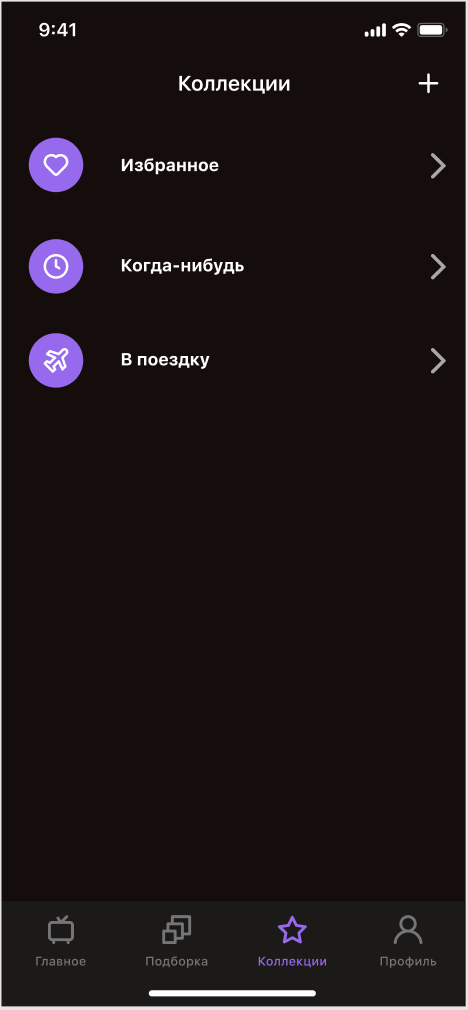 9:41
Коллекции
Избранное
Когда-нибудь
В поездку
Главное
Подборка
Коллекции
Профиль